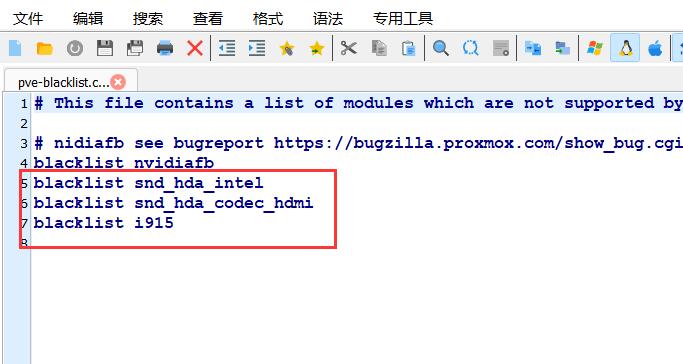 文件 编辑 搜索 查看 格式 语法 专用工具
pve-blacklist.c...
1 # This file contains a list of modules which are not supported by
2
3 # nidiafb see bugreport https://bugzilla.proxmox.com/show_bug.cgi
4 blacklist nvidiafb
5 blacklist snd_hda_intel
6 blacklist snd_hda_codec_hdmi
7 blacklist i915
8